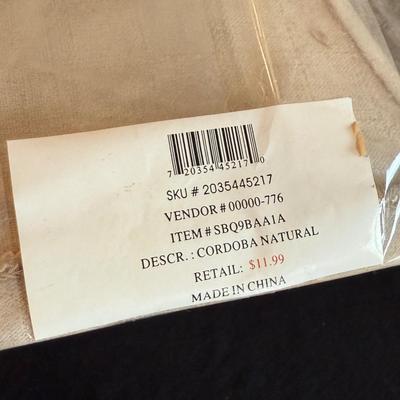 7 20354 45217 0
SKU # 2035445217
VENDOR # 00000-776
ITEM # SBQ9BAA1A
DESCR. : CORDOBA NATURAL
RETAIL: $11.99
MADE IN CHINA